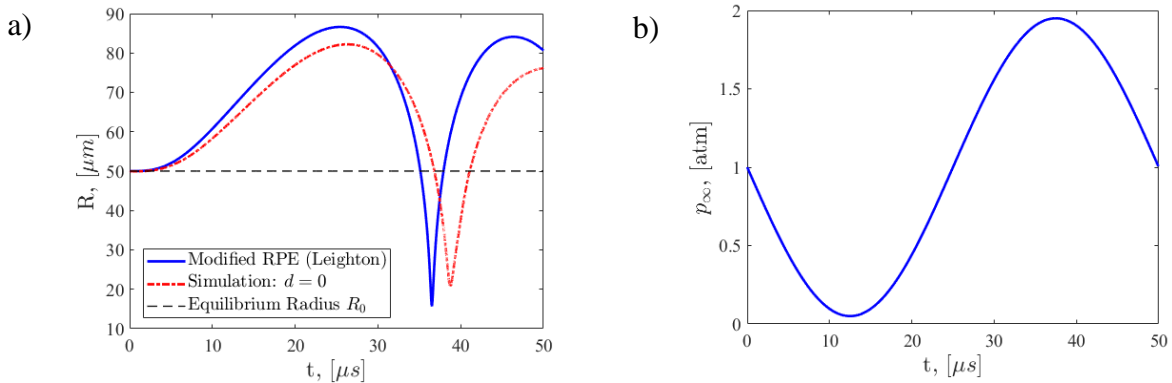 a)
90
80
70
60
50
40
30
20
10
R, [μm]
Modified RPE (Leighton)
Simulation: d = 0
Equilibrium Radius R₀
0 10 20 30 40 50
t, [μs]
b)
2
1.5
1
0.5
0
p∞, [atm]
0 10 20 30 40 50
t, [μs]